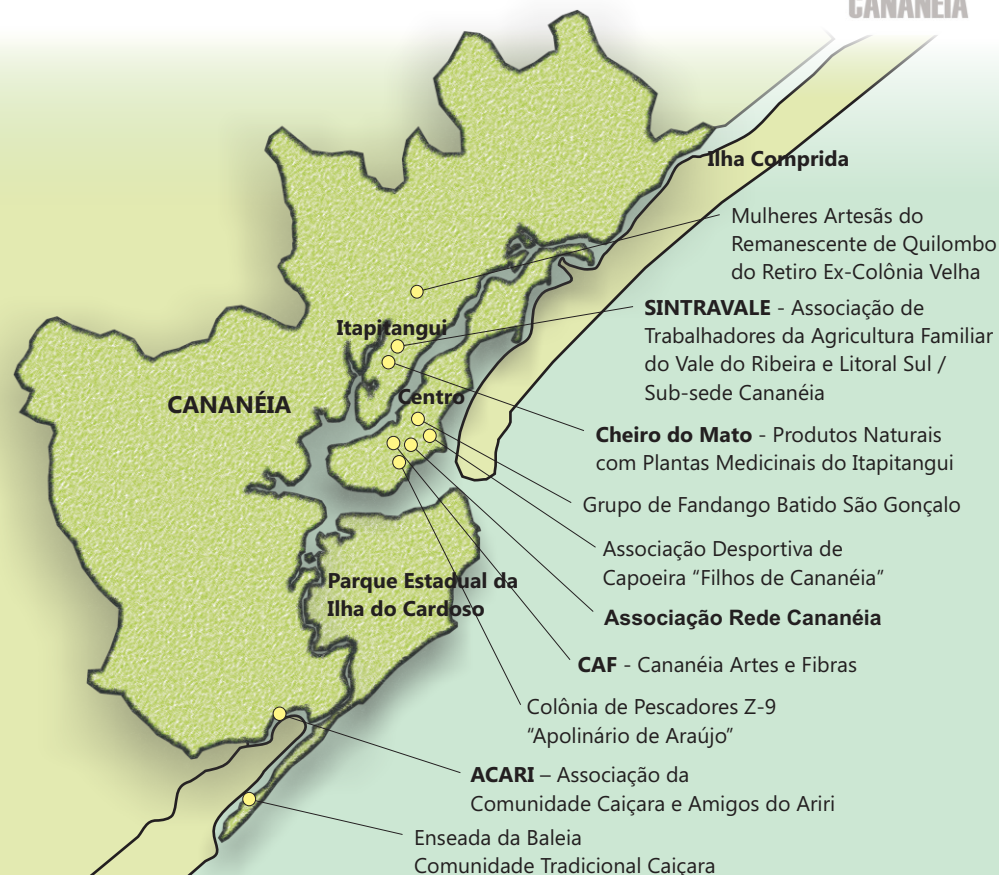 CANANÉIA
Ilha Comprida
Mulheres Artesãs do
Remanescente de Quilombo
do Retiro Ex-Colônia Velha
SINTRAVALE - Associação de
Trabalhadores da Agricultura Familiar
do Vale do Ribeira e Litoral Sul /
Sub-sede Cananéia
Itapitangui
CANANÉIA
Centro
Cheiro do Mato - Produtos Naturais
com Plantas Medicinais do Itapitangui
Grupo de Fandango Batido São Gonçalo
Associação Desportiva de
Capoeira “Filhos de Cananéia”
Parque Estadual da
Ilha do Cardoso
Associação Rede Cananéia
CAF - Cananéia Artes e Fibras
Colônia de Pescadores Z-9
“Apolinário de Araújo”
ACARI – Associação da
Comunidade Caiçara e Amigos do Ariri
Enseada da Baleia
Comunidade Tradicional Caiçara